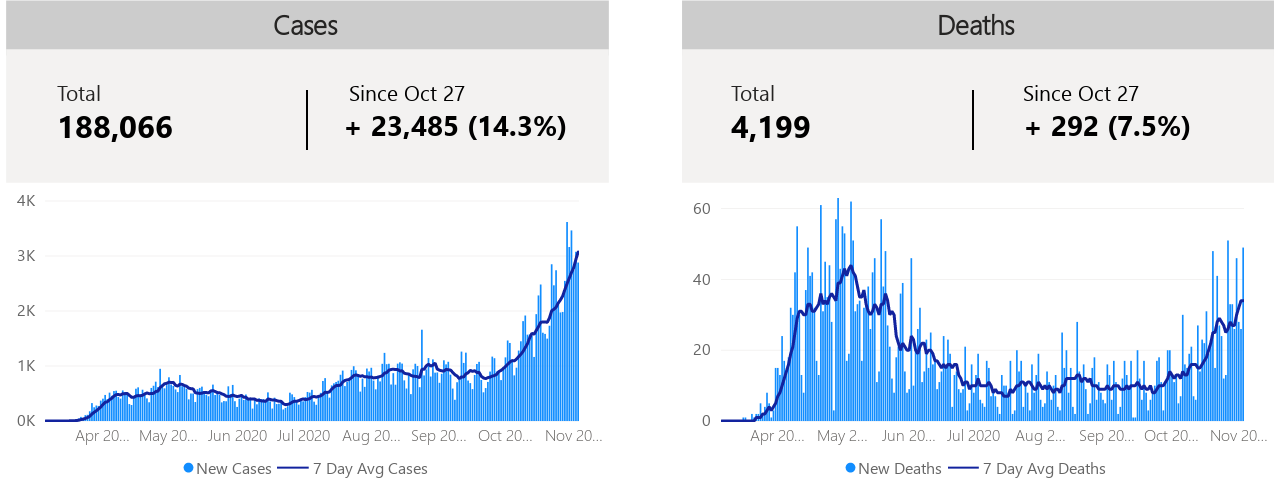 Cases
Total
Since Oct 27
188,066
+ 23,485 (14.3%)
4K
3K
2K
1K
0K
Apr 20... May 20... Jun 2020 Jul 2020 Aug 20... Sep 20... Oct 20... Nov 20...
New Cases 7 Day Avg Cases
Deaths
Total
Since Oct 27
4,199
+ 292 (7.5%)
60
40
20
0
Apr 20... May 2... Jun 20... Jul 2020 Aug 2... Sep 20... Oct 20... Nov 20...
New Deaths 7 Day Avg Deaths